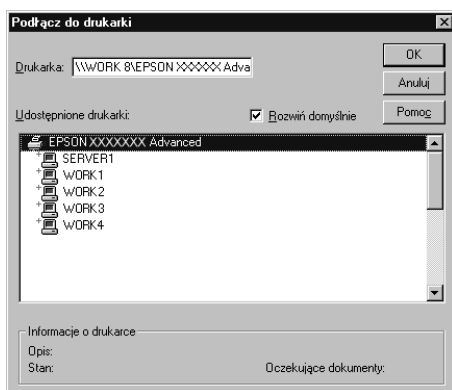 Podłącz do drukarki
Drukarka: \\WORK 8\EPSON XXXXXX Adva
OK
Anuluj
Pomoc
Udostępnione drukarki:
Rozwiń domyślnie
EPSON XXXXXXX Advanced
SERVER1
WORK1
WORK2
WORK3
WORK4
Informacje o drukarce
Opis:
Stan:
Oczekujące dokumenty: